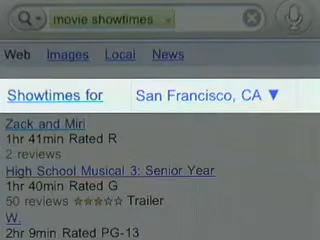 movie showtimes
Web Images Local News
Showtimes for San Francisco, CA ▼
Zack and Miri
1hr 41min Rated R
2 reviews
High School Musical 3: Senior Year
1hr 40min Rated G
50 reviews ☆☆☆☆☆ Trailer
W.
2hr 9min Rated PG-13